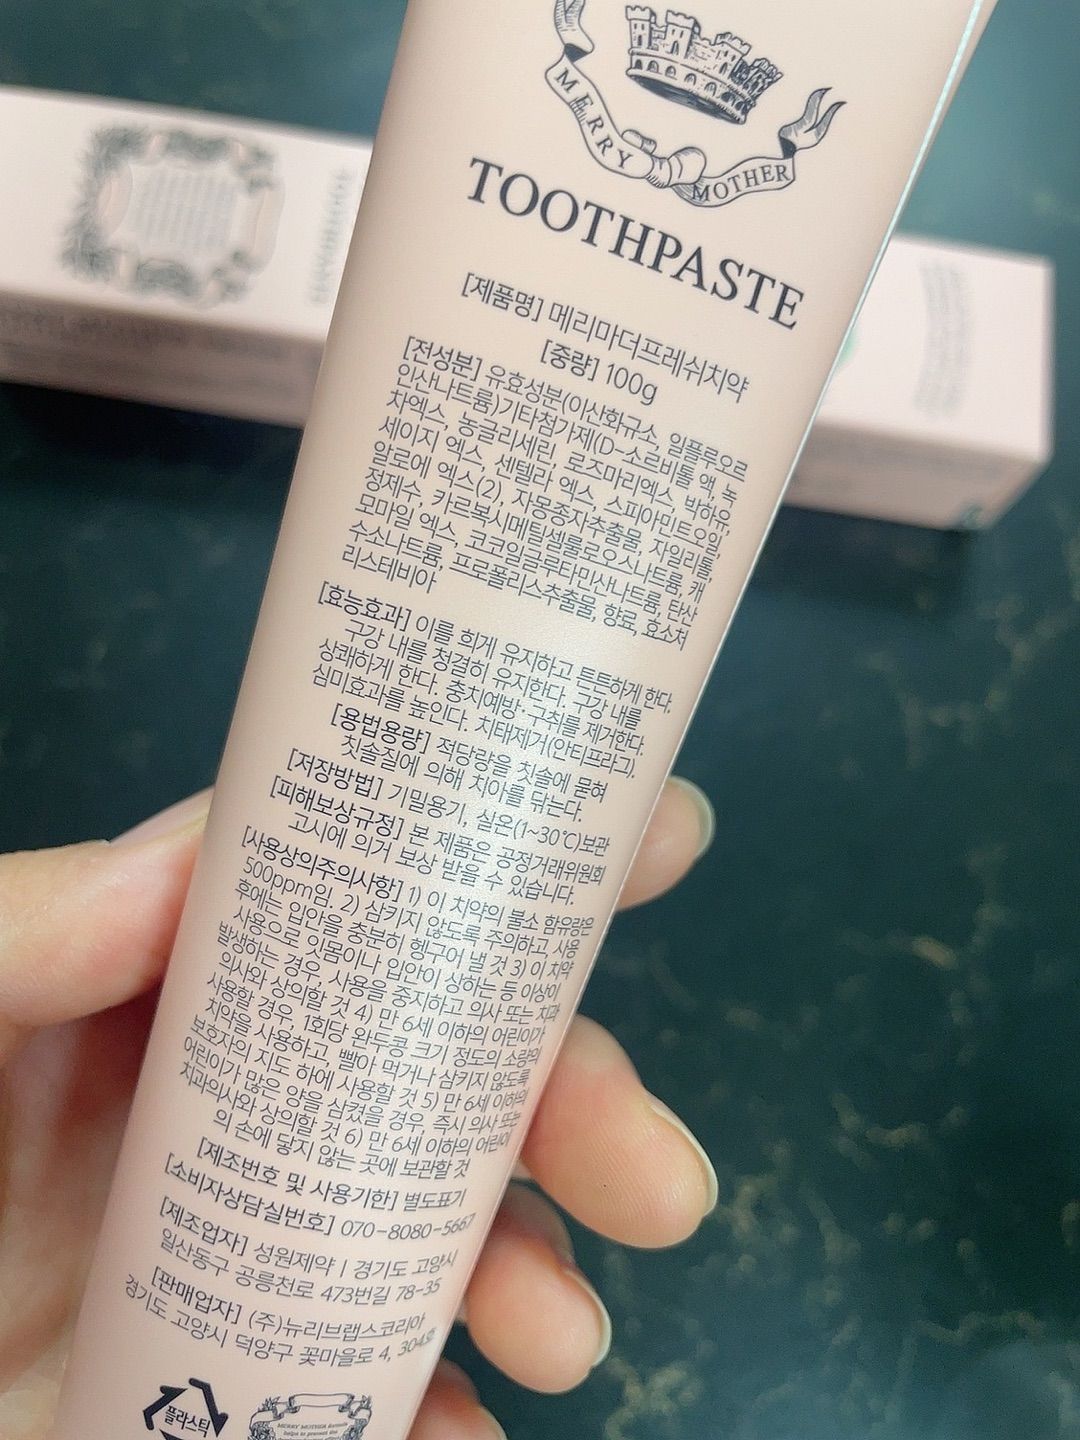 MERRY MOTHER
TOOTHPASTE
[제품명] 메리마더프레쉬치약
[중량] 100g
[전성분] 유효성분(이산화규소, 일플루오르
인산나트륨)기타첨가제(D-소르비톨 액, 녹
차엑스, 농글리세린, 로즈마리엑스, 박하유,
세이지 엑스, 센텔라 엑스, 스피아민트오일,
알로에 엑스(2), 자몽종자추출물, 자일리톨,
정제수, 카르복시메틸셀룰로오스나트륨, 캐
모마일 엑스, 코코일글루타민산나트륨, 탄산
수소나트륨, 프로폴리스추출물, 향료, 효소처
리스테비아
[효능효과] 이를 희게 유지하고 튼튼하게 한다.
구강 내를 청결히 유지한다. 구강 내를
상쾌하게 한다. 충치예방·구취를 제거한다.
심미효과를 높인다. 치태제거(안티프라그).
[용법용량] 적당량을 칫솔에 묻혀
칫솔질에 의해 치아를 닦는다.
[저장방법] 기밀용기, 실온(1~30℃)보관
[피해보상규정] 본 제품은 공정거래위원회
고시에 의거 보상 받을 수 있습니다.
[사용상의주의사항] 1) 이 치약의 불소 함유량은
500ppm임. 2) 삼키지 않도록 주의하고, 사용
후에는 입안을 충분히 헹구어 낼 것 3) 이 치약
사용으로 잇몸이나 입안이 상하는 등 이상이
발생하는 경우, 사용을 중지하고 의사 또는 치과
의사와 상의할 것 4) 만 6세 이하의 어린이가
사용할 경우, 1회당 완두콩 크기 정도의 소량의
치약을 사용하고, 빨아 먹거나 삼키지 않도록
보호자의 지도 하에 사용할 것 5) 만 6세 이하의
어린이가 많은 양을 삼켰을 경우, 즉시 의사 또는
치과의사와 상의할 것 6) 만 6세 이하의 어린이
의 손에 닿지 않는 곳에 보관할 것
[제조번호 및 사용기한] 별도표기
[소비자상담실번호] 070-8080-5667
[제조업자] 성원제약 | 경기도 고양시
일산동구 공릉천로 473번길 78-35
[판매업자] (주)뉴리브랩스코리아
경기도 고양시 덕양구 꽃마을로 4, 304호
플라스틱
MERRY MOTHER formula
helps to prevent the